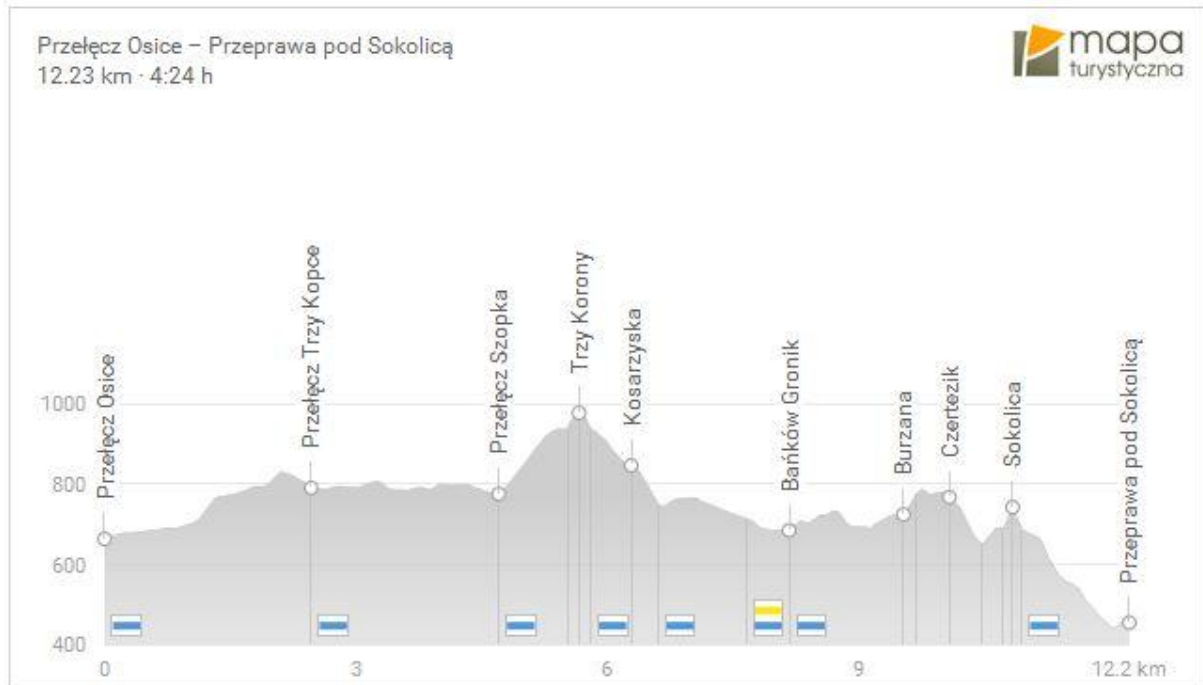 Przełęcz Osice – Przeprawa pod Sokolicą
12.23 km · 4:24 h
mapa
turystyczna
Przełęcz Osice
Przełęcz Trzy Kopce
Przełęcz Szopka
Trzy Korony
Kosarzyska
Bańków Gronik
Burzana
Czertezik
Sokolica
Przeprawa pod Sokolicą
1000
800
600
400
0
3
6
9
12.2 km